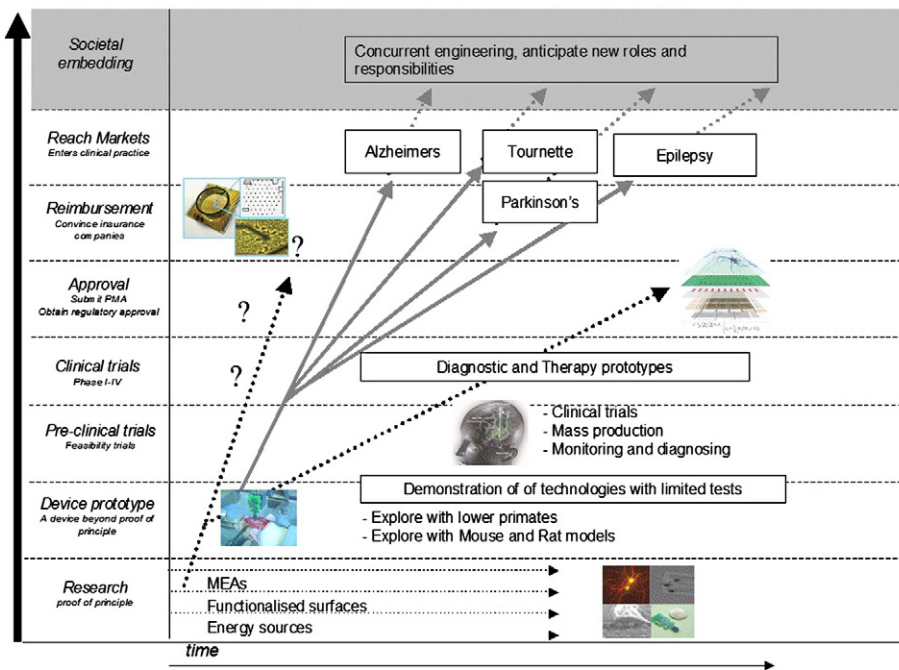 Societal
embedding
Concurrent engineering, anticipate new roles and
responsibilities
Reach Markets
Enters clinical practice
Alzheimers
Tournette
Epilepsy
Reimbursement
Convince insurance
companies
Parkinson's
?
Approval
Submit PMA
Obtain regulatory approval
?
Clinical trials
Phase I-IV
?
Diagnostic and Therapy prototypes
Pre-clinical trials
Feasibility trials
- Clinical trials
- Mass production
- Monitoring and diagnosing
Device prototype
A device beyond proof of
principle
Demonstration of of technologies with limited tests
- Explore with lower primates
- Explore with Mouse and Rat models
Research
proof of principle
MEAs
Functionalised surfaces
Energy sources
time